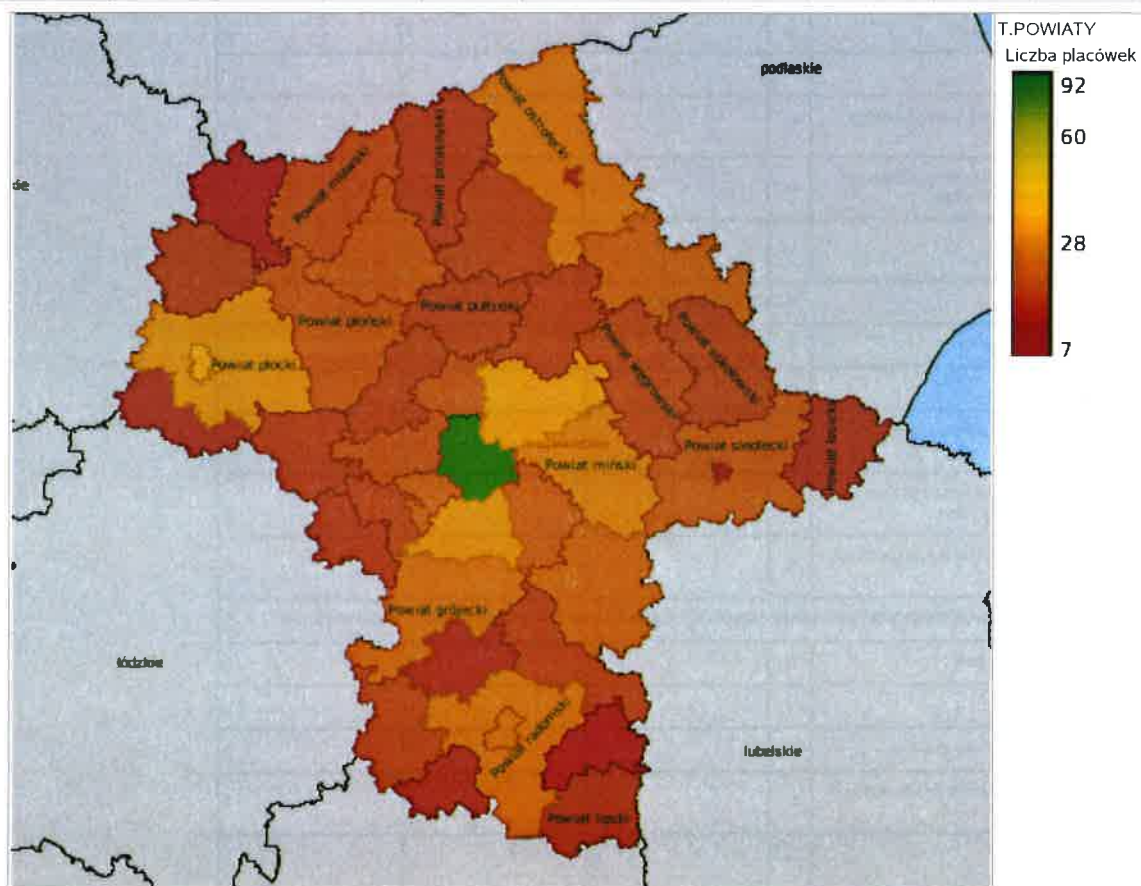 T.POWIATY
Liczba placówek
92
60
28
7
podlaskie
kie
Powiat ostrołęcki
Powiat przasnyski
Powiat mławski
Powiat pułtuski
Powiat płoński
Powiat płocki
Powiat węgrowski
Powiat sokołowski
Powiat siedlecki
Powiat łosicki
Powiat miński
Powiat grójecki
łódzkie
Powiat radomski
lubelskie
Powiat lipski